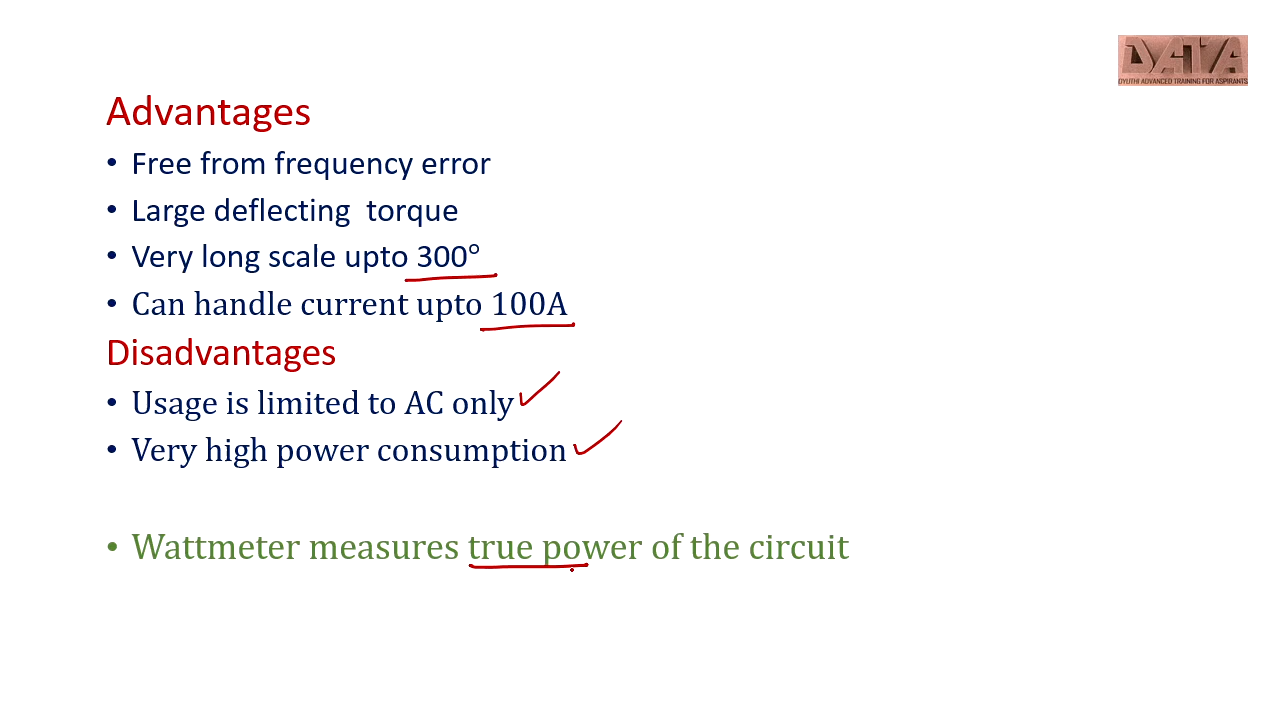 DATA
DYUTHI ADVANCED TRAINING FOR ASPIRANTS
Advantages
• Free from frequency error
• Large deflecting torque
• Very long scale upto 300°
• Can handle current upto 100A
Disadvantages
• Usage is limited to AC only
• Very high power consumption
• Wattmeter measures true power of the circuit